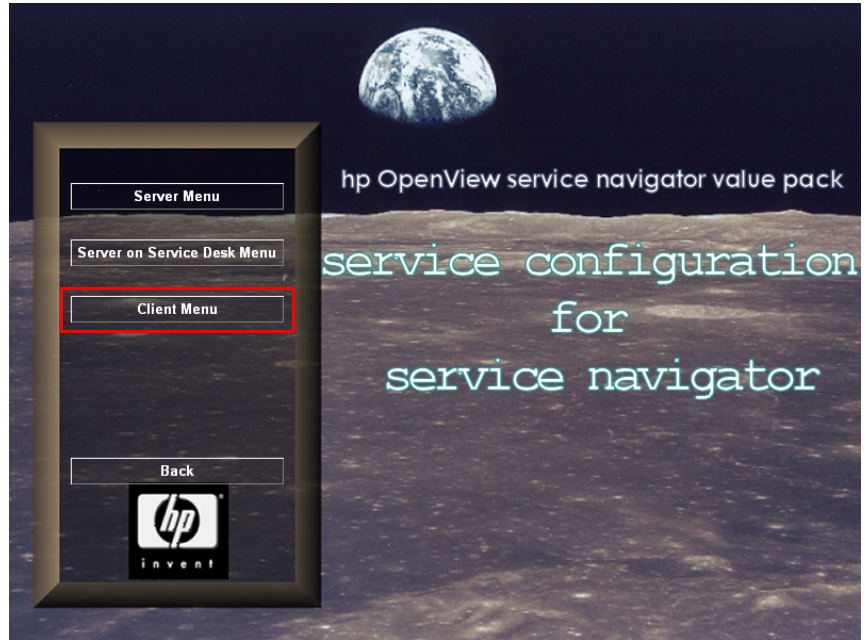 hp OpenView service navigator value pack
service configuration
for
service navigator
Server Menu
Server on Service Desk Menu
Client Menu
Back
hp
invent